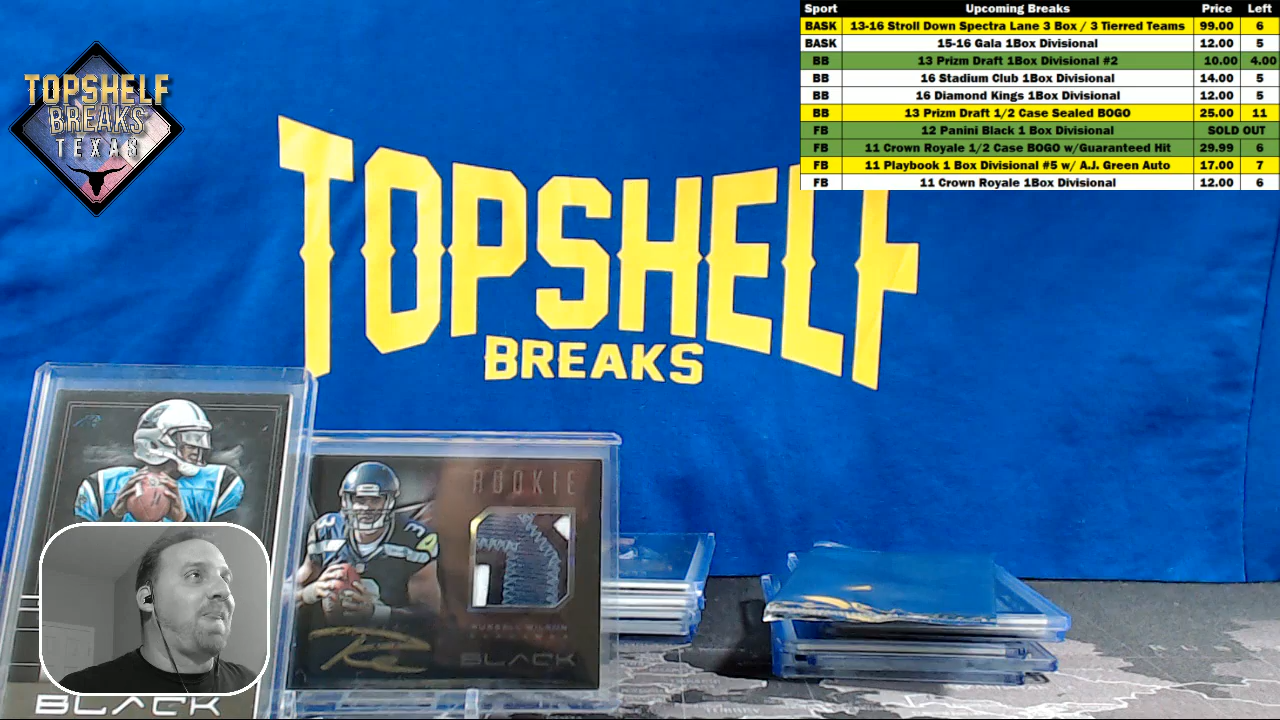 Sport Upcoming Breaks Price Left
BASK 13-16 Stroll Down Spectra Lane 3 Box / 3 Tierred Teams 99.00 6
BASK 15-16 Gala 1Box Divisional 12.00 5
BB 13 Prizm Draft 1Box Divisional #2 10.00 4.00
BB 16 Stadium Club 1Box Divisional 14.00 5
BB 16 Diamond Kings 1Box Divisional 12.00 5
BB 13 Prizm Draft 1/2 Case Sealed BOGO 25.00 11
FB 12 Panini Black 1 Box Divisional SOLD OUT
FB 11 Crown Royale 1/2 Case BOGO w/Guaranteed Hit 29.99 6
FB 11 Playbook 1 Box Divisional #5 w/ A.J. Green Auto 17.00 7
FB 11 Crown Royale 1Box Divisional 12.00 6
TOPSHELF
BREAKS
TEXAS
TOPSHELF
BREAKS
ROOKIE
3
RUSSELL WILSON
SEAHAWKS
BLACK
BLACK